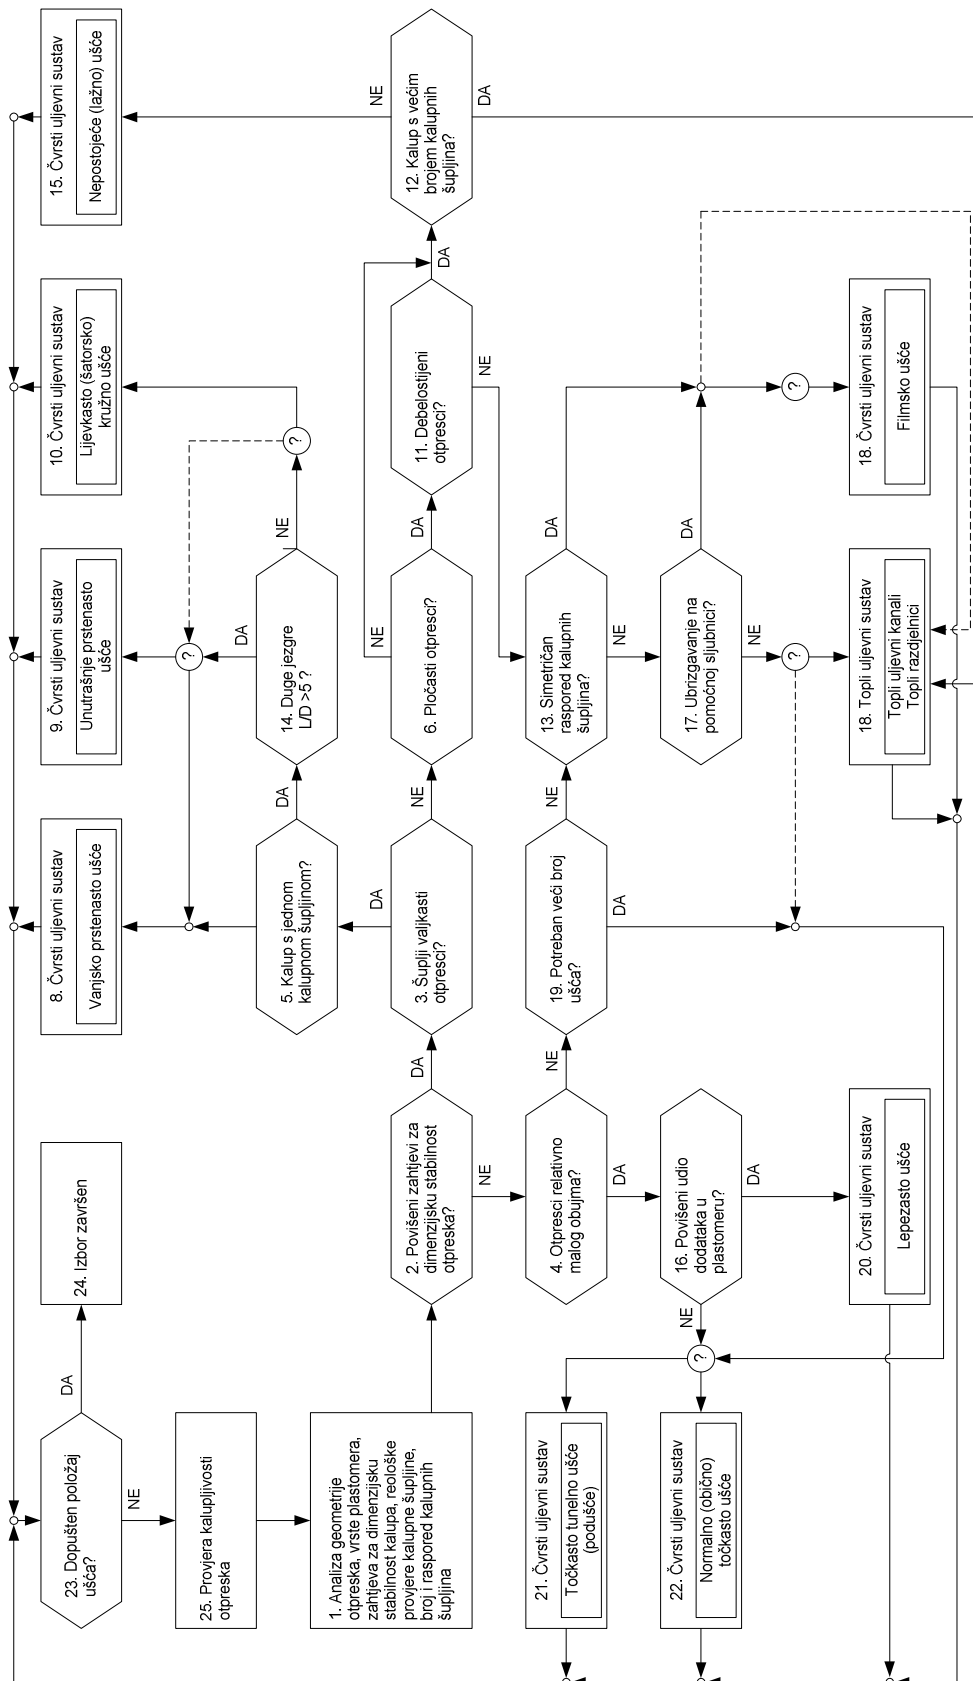 15. Čvrsti uljevni sustav
Nepostojeće (lažno) ušće
10. Čvrsti uljevni sustav
Lijevkasto (šatorsko)
kružno ušće
9. Čvrsti uljevni sustav
Unutrašnje prstenasto
ušće
8. Čvrsti uljevni sustav
Vanjsko prstenasto ušće
24. Izbor završen
DA
23. Dopušten položaj
ušća?
NE
25. Provjera kalupljivosti
otpreska
1. Analiza geometrije
otpreska, vrste plastomera,
zahtjeva za dimenzijsku
stabilnost kalupa, reološke
provjere kalupne šupljine,
broj i raspored kalupnih
šupljina
2. Povišeni zahtjevi za
dimenzijsku stabilnost
otpreska?
DA
NE
3. Šuplji valjkasti
otpresci?
DA
NE
5. Kalup s jednom
kalupnom šupljinom?
DA
14. Duge jezgre
L/D >5 ?
DA
NE
?
?
6. Pločasti otpresci?
NE
DA
11. Debelostijeni
otpresci?
DA
NE
12. Kalup s većim
brojem kalupnih
šupljina?
NE
DA
4. Otpresci relativno
malog obujma?
NE
DA
19. Potreban veći broj
ušća?
NE
DA
13. Simetričan
raspored kalupnih
šupljina?
DA
NE
17. Ubrizgavanje na
pomoćnoj sljubnici?
DA
NE
?
?
16. Povišeni udio
dodataka u
plastomeru?
NE
DA
?
18. Čvrsti uljevni sustav
Filmsko ušće
18. Topli uljevni sustav
Topli uljevni kanali
Topli razdjelnici
20. Čvrsti uljevni sustav
Lepezasto ušće
21. Čvrsti uljevni sustav
Točkasto tunelno ušće
(podušće)
22. Čvrsti uljevni sustav
Normalno (obično)
točkasto ušće